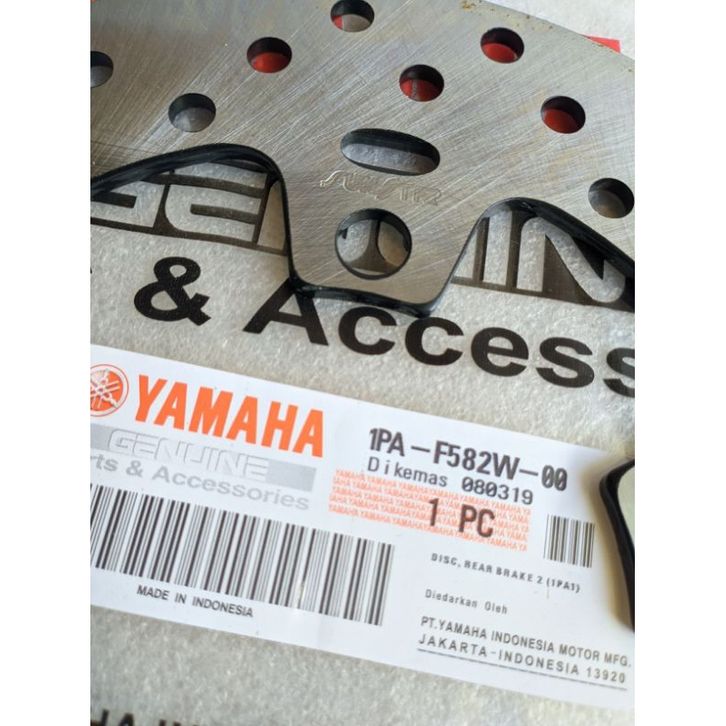 GENUINE
& Access
YAMAHA
GENUINE
rts & Accessories
1PA-F582W-00
Dikemas 080319
1 PC
DISC, REAR BRAKE 2 (1PA1)
Diedarkan Oleh
PT.YAMAHA INDONESIA MOTOR MFG.
JAKARTA-INDONESIA 13920
MADE IN INDONESIA